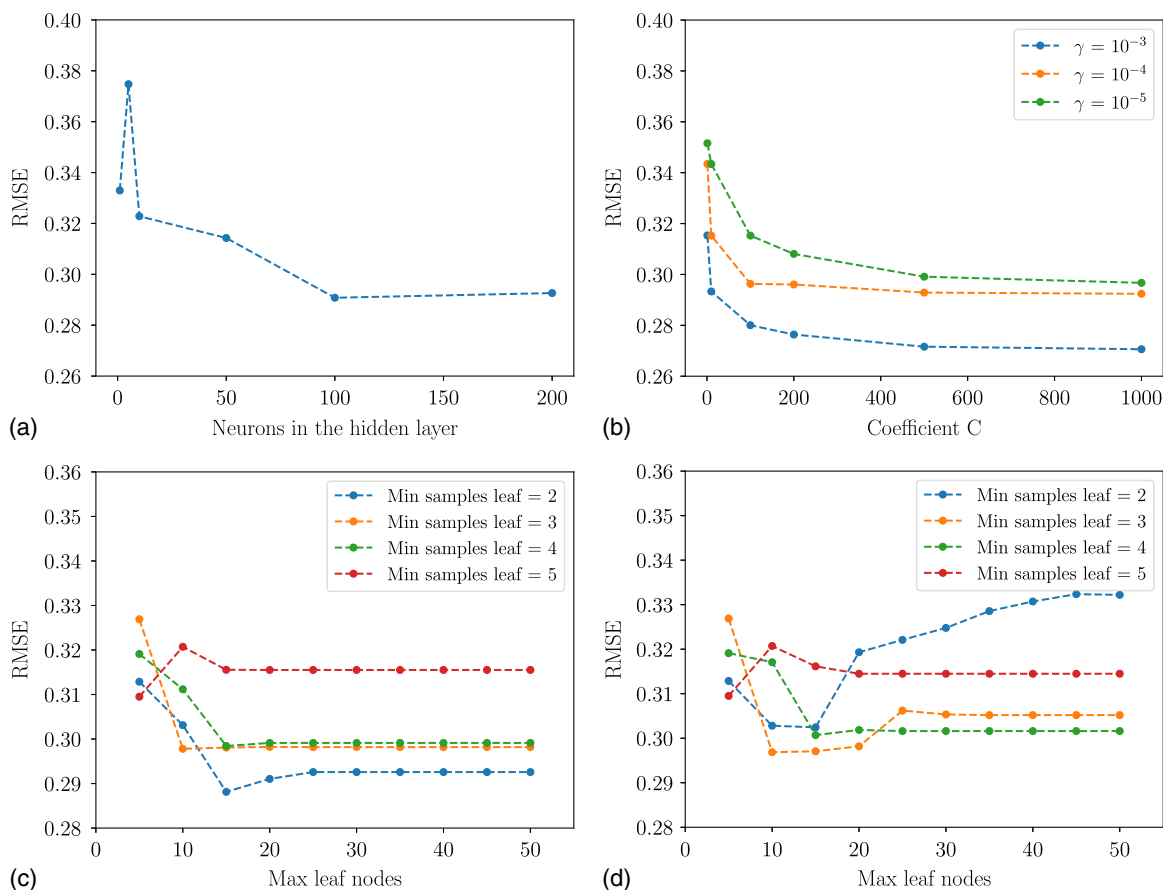 0.40
0.38
0.36
0.34
0.32
0.30
0.28
0.26
RMSE
0 50 100 150 200
(a) Neurons in the hidden layer
0.40
0.38
0.36
0.34
0.32
0.30
0.28
0.26
RMSE
γ = 10⁻³
γ = 10⁻⁴
γ = 10⁻⁵
0 200 400 600 800 1000
(b) Coefficient C
0.36
0.35
0.34
0.33
0.32
0.31
0.30
0.29
0.28
RMSE
Min samples leaf = 2
Min samples leaf = 3
Min samples leaf = 4
Min samples leaf = 5
0 10 20 30 40 50
(c) Max leaf nodes
0.36
0.35
0.34
0.33
0.32
0.31
0.30
0.29
0.28
RMSE
Min samples leaf = 2
Min samples leaf = 3
Min samples leaf = 4
Min samples leaf = 5
0 10 20 30 40 50
(d) Max leaf nodes